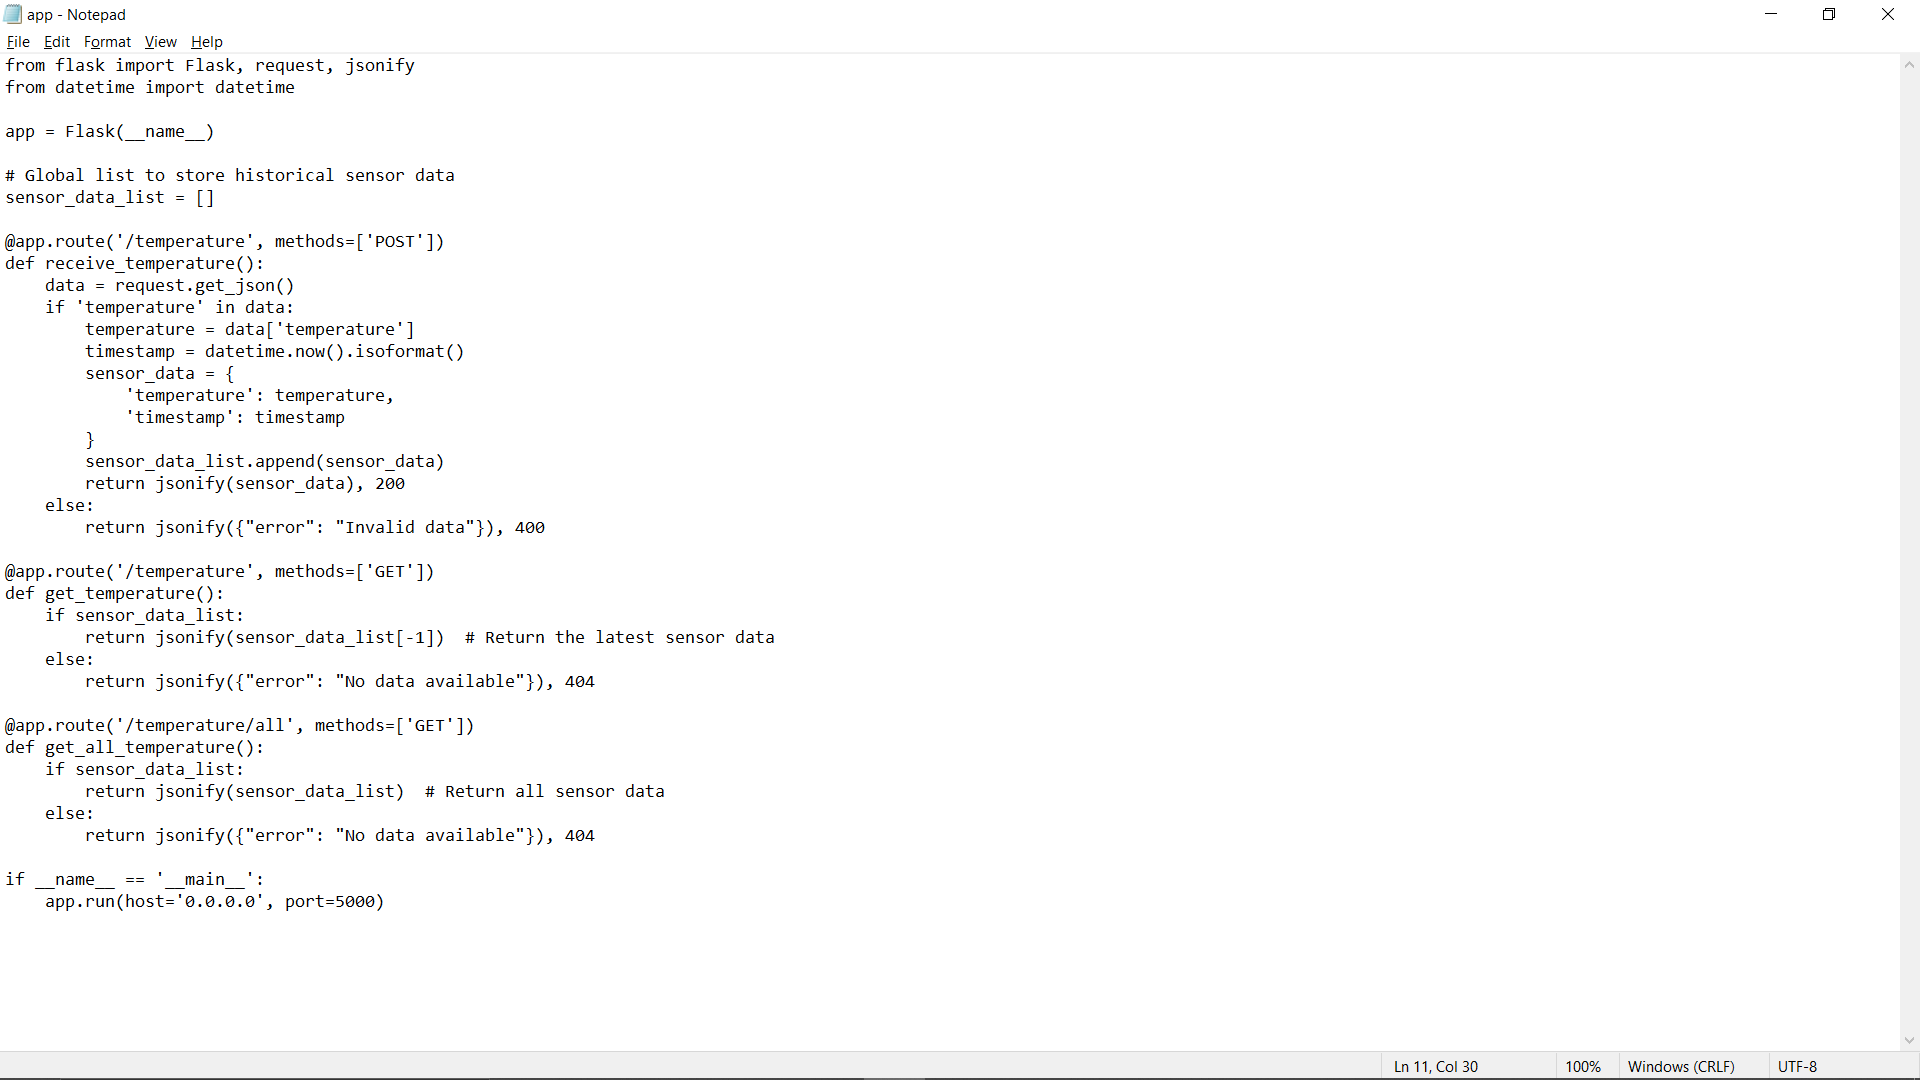 app - Notepad
File Edit Format View Help
from flask import Flask, request, jsonify
from datetime import datetime

app = Flask(__name__)

# Global list to store historical sensor data
sensor_data_list = []

@app.route('/temperature', methods=['POST'])
def receive_temperature():
    data = request.get_json()
    if 'temperature' in data:
        temperature = data['temperature']
        timestamp = datetime.now().isoformat()
        sensor_data = {
            'temperature': temperature,
            'timestamp': timestamp
        }
        sensor_data_list.append(sensor_data)
        return jsonify(sensor_data), 200
    else:
        return jsonify({"error": "Invalid data"}), 400

@app.route('/temperature', methods=['GET'])
def get_temperature():
    if sensor_data_list:
        return jsonify(sensor_data_list[-1])  # Return the latest sensor data
    else:
        return jsonify({"error": "No data available"}), 404

@app.route('/temperature/all', methods=['GET'])
def get_all_temperature():
    if sensor_data_list:
        return jsonify(sensor_data_list)  # Return all sensor data
    else:
        return jsonify({"error": "No data available"}), 404

if __name__ == '__main__':
    app.run(host='0.0.0.0', port=5000)
Ln 11, Col 30 100% Windows (CRLF) UTF-8